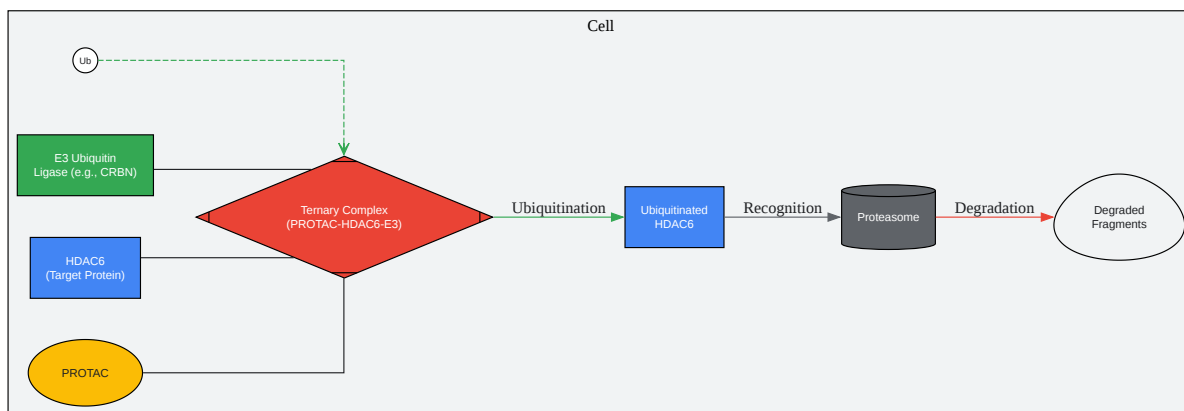 Cell
Ub
E3 Ubiquitin
Ligase (e.g., CRBN)
HDAC6
(Target Protein)
PROTAC
Ternary Complex
(PROTAC-HDAC6-E3)
Ubiquitination
Ubiquitinated
HDAC6
Recognition
Proteasome
Degradation
Degraded
Fragments